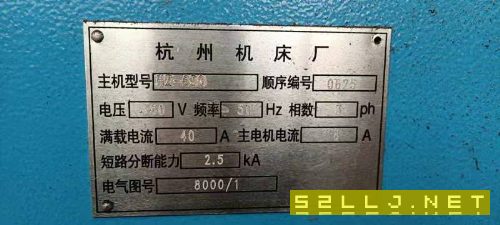 杭州机床厂
主机型号 顺序编号 0525
电压 V 频率 50 Hz 相数 3 ph
满载电流 40 A 主电机电流 A
短路分断能力 2.5 kA
电气图号 8000/1
52LLJ.NET